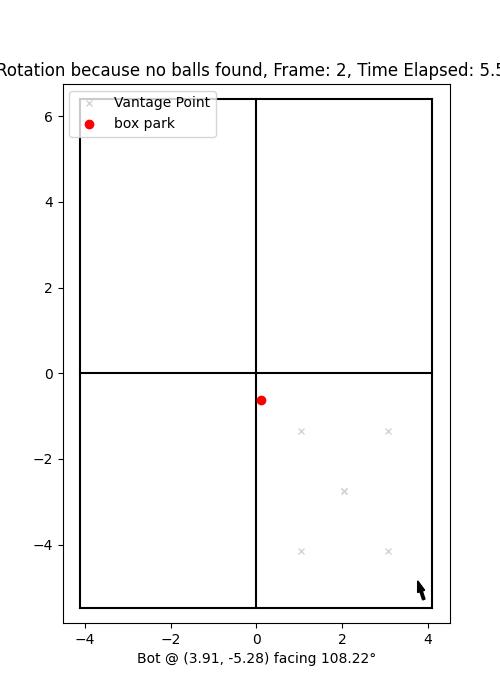 Rotation because no balls found, Frame: 2, Time Elapsed: 5.5
Vantage Point
box park
6
4
2
0
−2
−4
−4 −2 0 2 4
Bot @ (3.91, -5.28) facing 108.22°